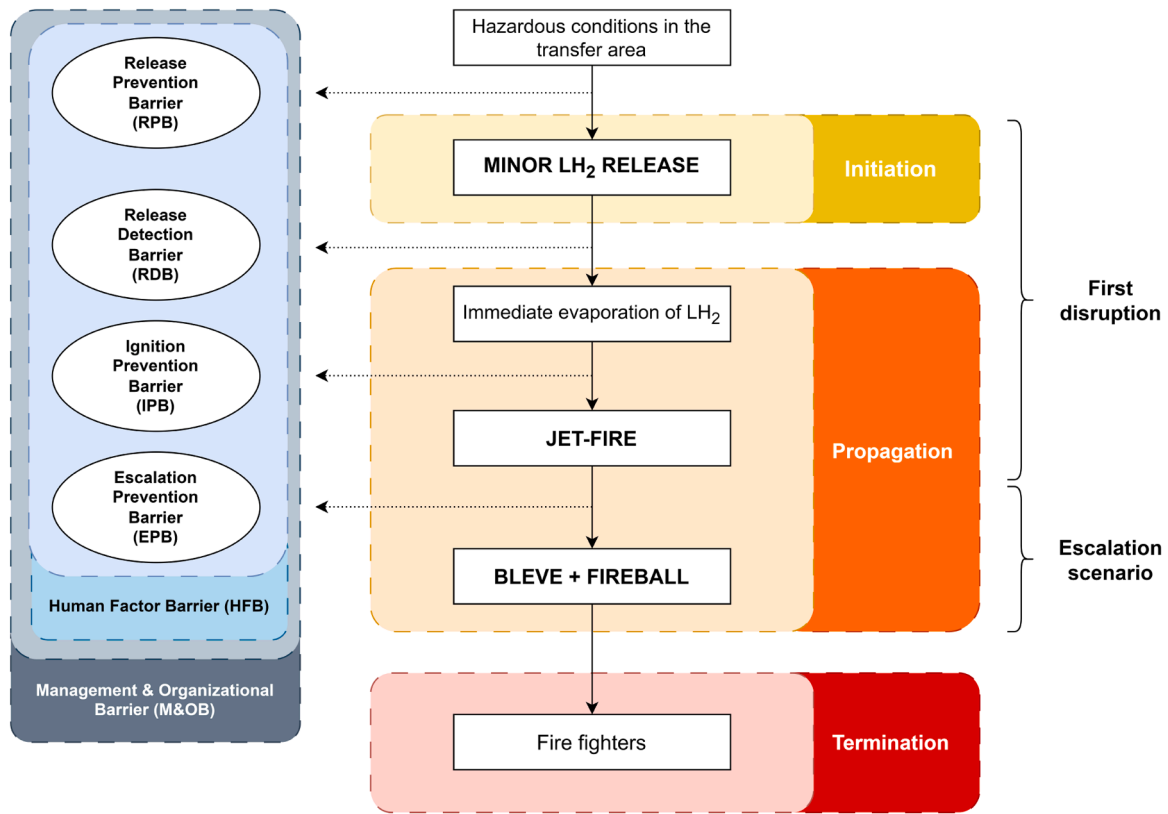 Release
Prevention
Barrier
(RPB)
Release
Detection
Barrier
(RDB)
Ignition
Prevention
Barrier
(IPB)
Escalation
Prevention
Barrier
(EPB)
Human Factor Barrier (HFB)
Management & Organizational
Barrier (M&OB)
Hazardous conditions in the
transfer area
MINOR LH₂ RELEASE
Initiation
Immediate evaporation of LH₂
JET-FIRE
Propagation
BLEVE + FIREBALL
Fire fighters
Termination
First
disruption
Escalation
scenario